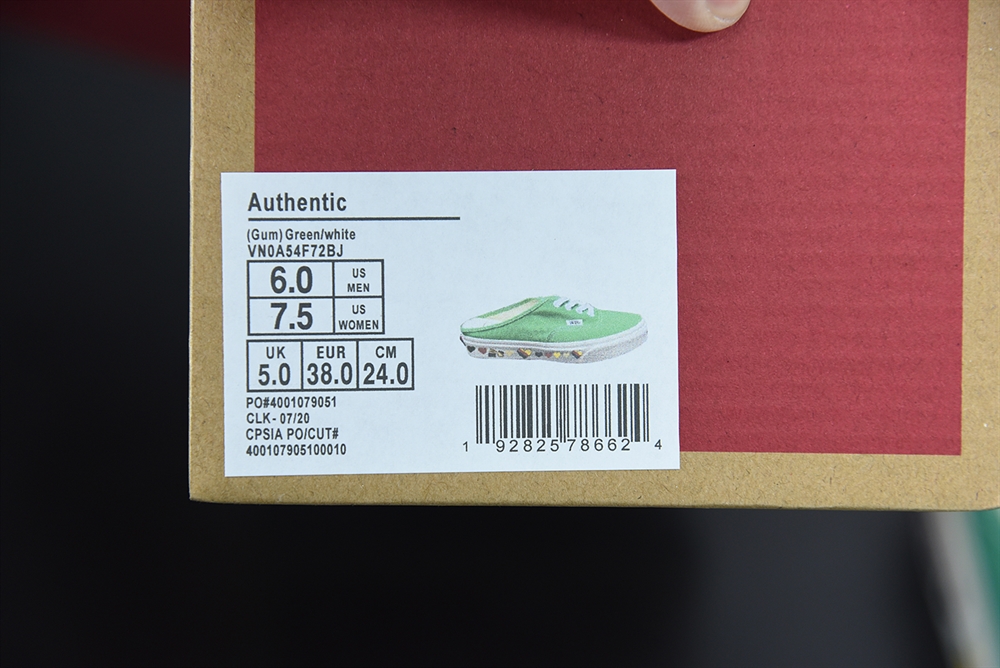 Authentic
(Gum) Green/white
VN0A54F72BJ
6.0 US MEN
7.5 US WOMEN
UK EUR CM
5.0 38.0 24.0
PO#4001079051
CLK- 07/20
CPSIA PO/CUT#
400107905100010
1 92825 78662 4